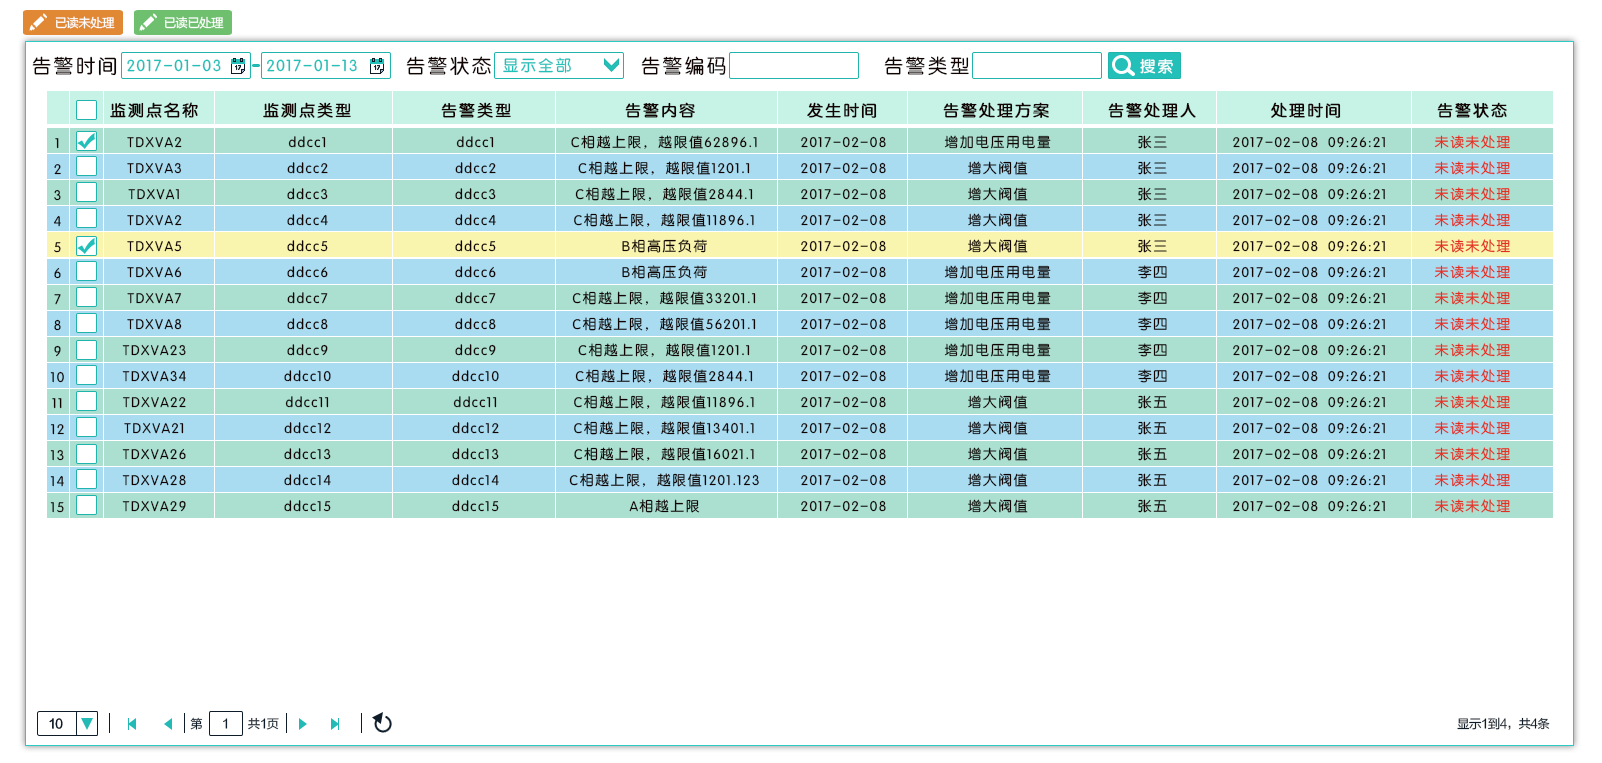 已读未处理 已读已处理
告警时间 2017-01-03 - 2017-01-13 告警状态 显示全部 告警编码 告警类型 搜索
监测点名称 监测点类型 告警类型 告警内容 发生时间 告警处理方案 告警处理人 处理时间 告警状态
1 TDXVA2 ddcc1 ddcc1 C相越上限，越限值62896.1 2017-02-08 增加电压用电量 张三 2017-02-08 09:26:21 未读未处理
2 TDXVA3 ddcc2 ddcc2 C相越上限，越限值1201.1 2017-02-08 增大阀值 张三 2017-02-08 09:26:21 未读未处理
3 TDXVA1 ddcc3 ddcc3 C相越上限，越限值2844.1 2017-02-08 增大阀值 张三 2017-02-08 09:26:21 未读未处理
4 TDXVA2 ddcc4 ddcc4 C相越上限，越限值11896.1 2017-02-08 增大阀值 张三 2017-02-08 09:26:21 未读未处理
5 TDXVA5 ddcc5 ddcc5 B相高压负荷 2017-02-08 增大阀值 张三 2017-02-08 09:26:21 未读未处理
6 TDXVA6 ddcc6 ddcc6 B相高压负荷 2017-02-08 增加电压用电量 李四 2017-02-08 09:26:21 未读未处理
7 TDXVA7 ddcc7 ddcc7 C相越上限，越限值33201.1 2017-02-08 增加电压用电量 李四 2017-02-08 09:26:21 未读未处理
8 TDXVA8 ddcc8 ddcc8 C相越上限，越限值56201.1 2017-02-08 增加电压用电量 李四 2017-02-08 09:26:21 未读未处理
9 TDXVA23 ddcc9 ddcc9 C相越上限，越限值1201.1 2017-02-08 增加电压用电量 李四 2017-02-08 09:26:21 未读未处理
10 TDXVA34 ddcc10 ddcc10 C相越上限，越限值2844.1 2017-02-08 增加电压用电量 李四 2017-02-08 09:26:21 未读未处理
11 TDXVA22 ddcc11 ddcc11 C相越上限，越限值11896.1 2017-02-08 增大阀值 张五 2017-02-08 09:26:21 未读未处理
12 TDXVA21 ddcc12 ddcc12 C相越上限，越限值13401.1 2017-02-08 增大阀值 张五 2017-02-08 09:26:21 未读未处理
13 TDXVA26 ddcc13 ddcc13 C相越上限，越限值16021.1 2017-02-08 增大阀值 张五 2017-02-08 09:26:21 未读未处理
14 TDXVA28 ddcc14 ddcc14 C相越上限，越限值1201.123 2017-02-08 增大阀值 张五 2017-02-08 09:26:21 未读未处理
15 TDXVA29 ddcc15 ddcc15 A相越上限 2017-02-08 增大阀值 张五 2017-02-08 09:26:21 未读未处理
10 第 1 共1页 显示1到4，共4条